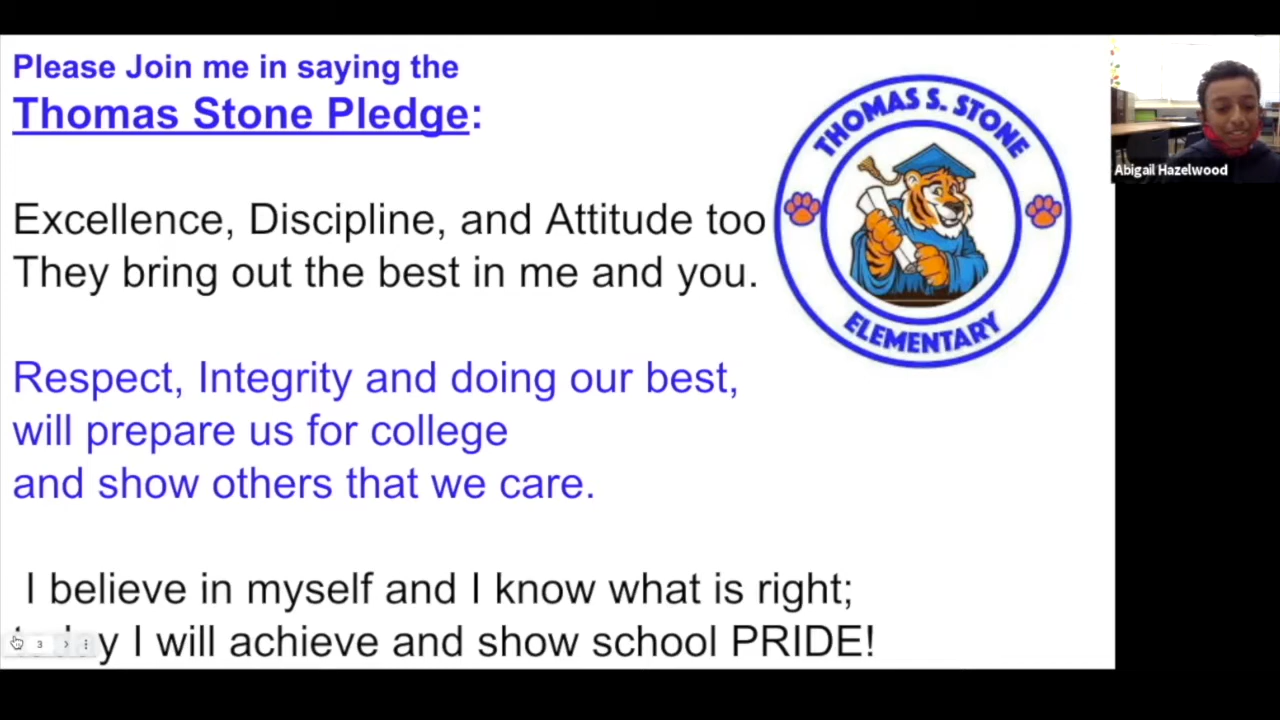 Please Join me in saying the
Thomas Stone Pledge:
Excellence, Discipline, and Attitude too
They bring out the best in me and you.
Respect, Integrity and doing our best,
will prepare us for college
and show others that we care.
I believe in myself and I know what is right;
today I will achieve and show school PRIDE!
THOMAS S. STONE
ELEMENTARY
Abigail Hazelwood
3